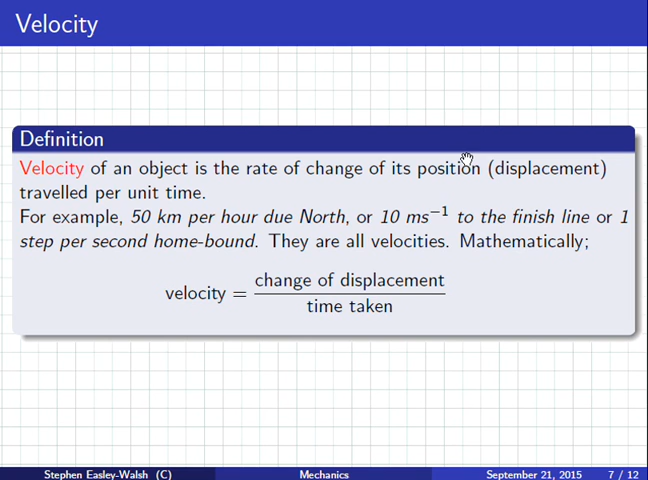 Velocity
Definition
Velocity of an object is the rate of change of its position (displacement)
travelled per unit time.
For example, 50 km per hour due North, or 10 ms⁻¹ to the finish line or 1
step per second home-bound. They are all velocities. Mathematically;
velocity = change of displacement
time taken
Stephen Easley-Walsh (C) Mechanics September 21, 2015 7 / 12